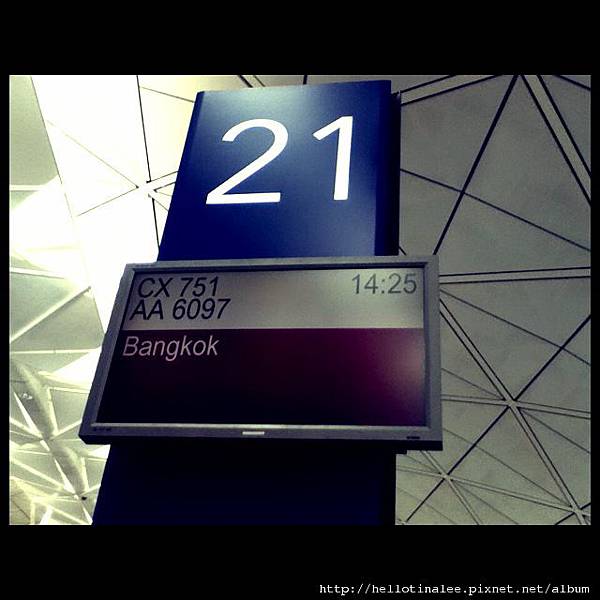 21
CX 751 14:25
AA 6097
Bangkok
http://hellotinalee.pixnet.net/album